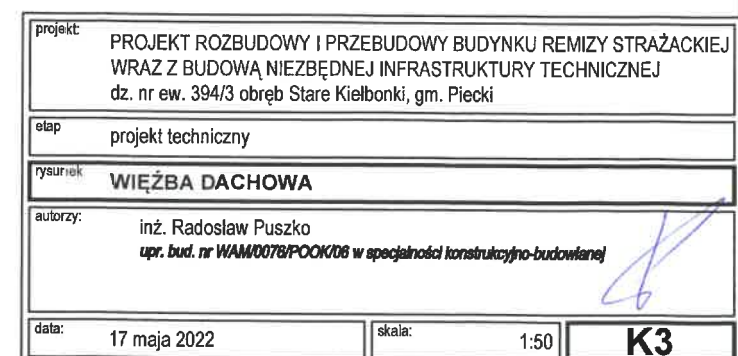 projekt:
PROJEKT ROZBUDOWY I PRZEBUDOWY BUDYNKU REMIZY STRAŻACKIEJ
WRAZ Z BUDOWĄ NIEZBĘDNEJ INFRASTRUKTURY TECHNICZNEJ
dz. nr ew. 394/3 obręb Stare Kiełbonki, gm. Piecki
etap
projekt techniczny
rysunek
WIĘŹBA DACHOWA
autorzy:
inż. Radosław Puszko
upr. bud. nr WAM/0076/POOK/06 w specjalności konstrukcyjno-budowlanej
data:
17 maja 2022
skala:
1:50
K3